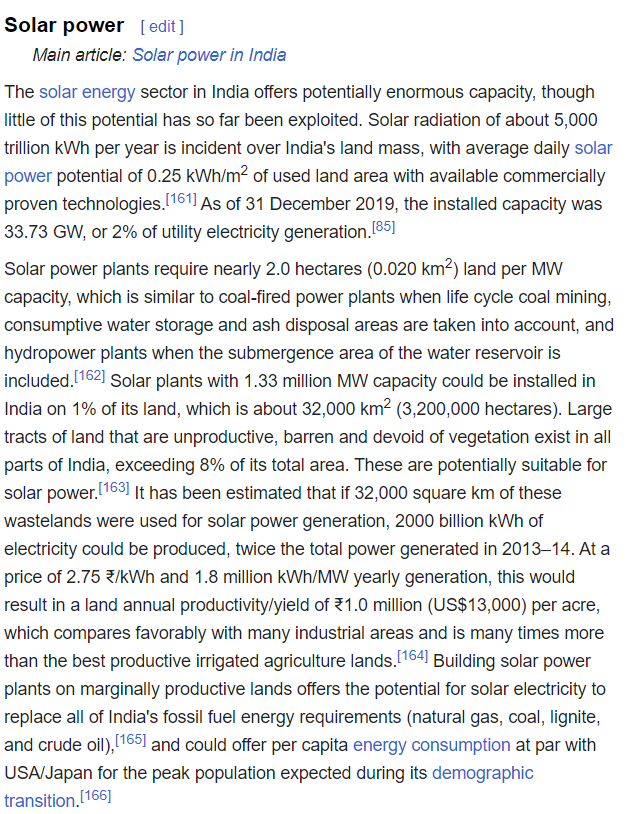 Solar power [ edit ]
Main article: Solar power in India
The solar energy sector in India offers potentially enormous capacity, though
little of this potential has so far been exploited. Solar radiation of about 5,000
trillion kWh per year is incident over India's land mass, with average daily solar
power potential of 0.25 kWh/m² of used land area with available commercially
proven technologies.[161] As of 31 December 2019, the installed capacity was
33.73 GW, or 2% of utility electricity generation.[85]
Solar power plants require nearly 2.0 hectares (0.020 km²) land per MW
capacity, which is similar to coal-fired power plants when life cycle coal mining,
consumptive water storage and ash disposal areas are taken into account, and
hydropower plants when the submergence area of the water reservoir is
included.[162] Solar plants with 1.33 million MW capacity could be installed in
India on 1% of its land, which is about 32,000 km² (3,200,000 hectares). Large
tracts of land that are unproductive, barren and devoid of vegetation exist in all
parts of India, exceeding 8% of its total area. These are potentially suitable for
solar power.[163] It has been estimated that if 32,000 square km of these
wastelands were used for solar power generation, 2000 billion kWh of
electricity could be produced, twice the total power generated in 2013–14. At a
price of 2.75 ₹/kWh and 1.8 million kWh/MW yearly generation, this would
result in a land annual productivity/yield of ₹1.0 million (US$13,000) per acre,
which compares favorably with many industrial areas and is many times more
than the best productive irrigated agriculture lands.[164] Building solar power
plants on marginally productive lands offers the potential for solar electricity to
replace all of India's fossil fuel energy requirements (natural gas, coal, lignite,
and crude oil),[165] and could offer per capita energy consumption at par with
USA/Japan for the peak population expected during its demographic
transition.[166]